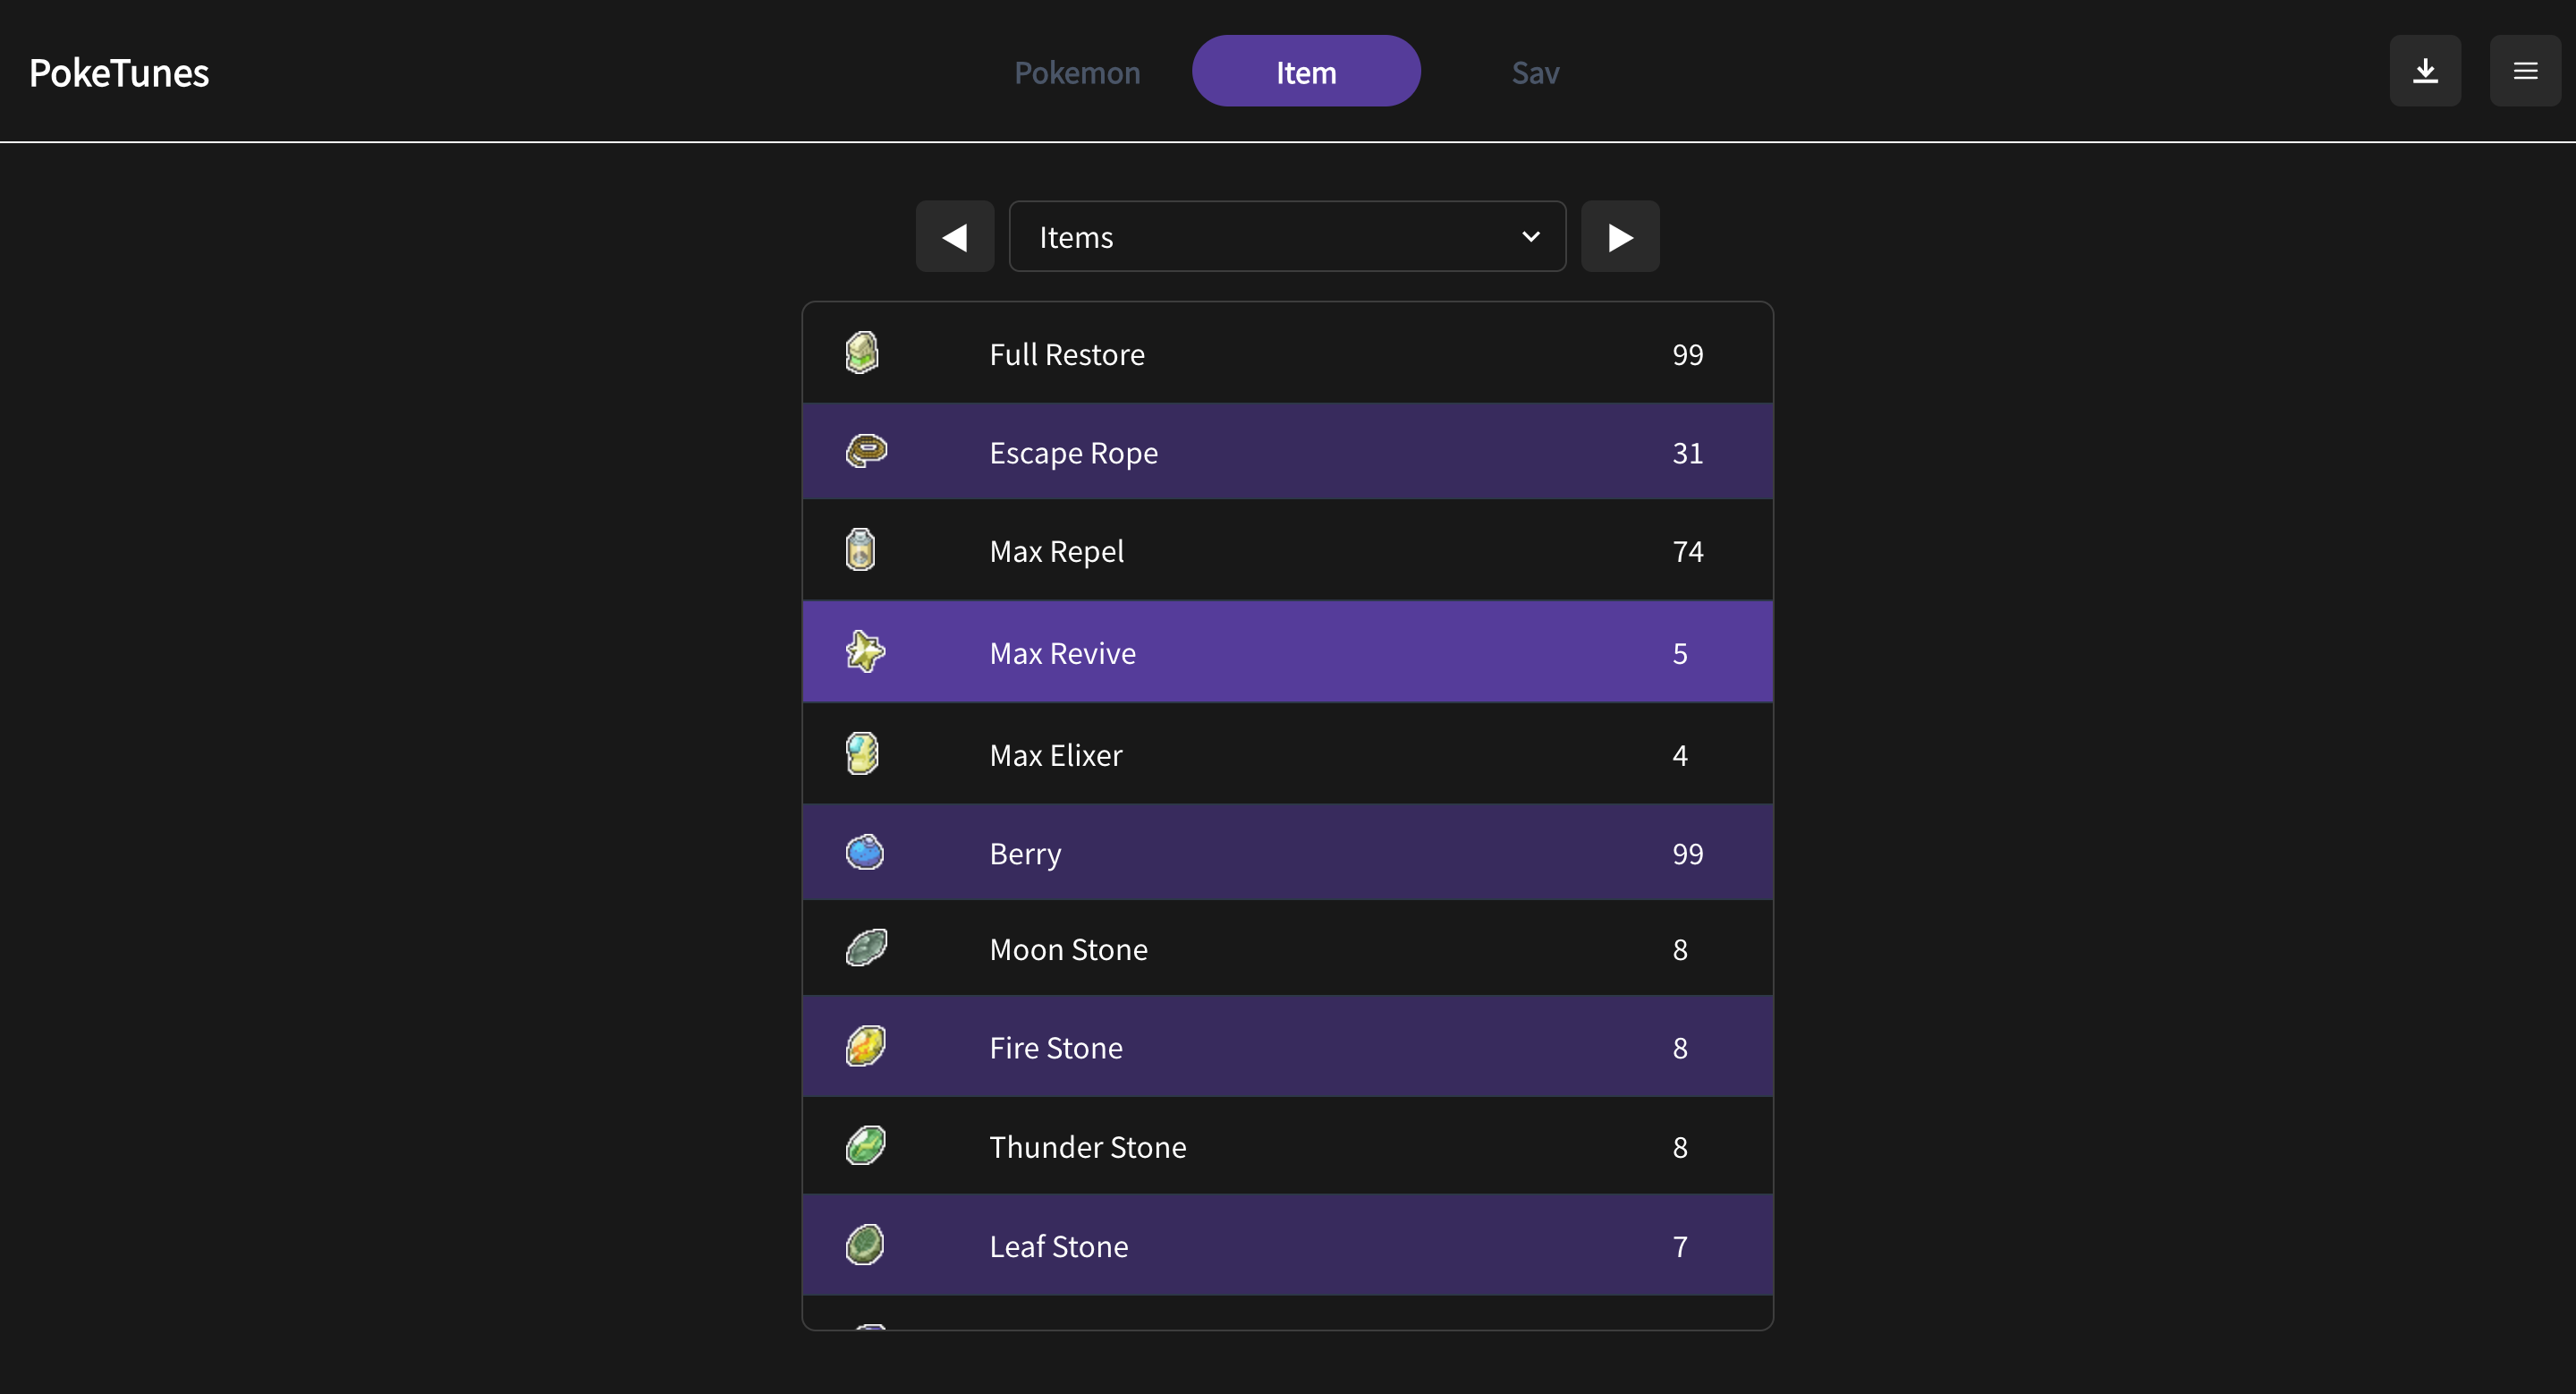 PokeTunes
Pokemon
Item
Sav
Items
Full Restore 99
Escape Rope 31
Max Repel 74
Max Revive 5
Max Elixer 4
Berry 99
Moon Stone 8
Fire Stone 8
Thunder Stone 8
Leaf Stone 7